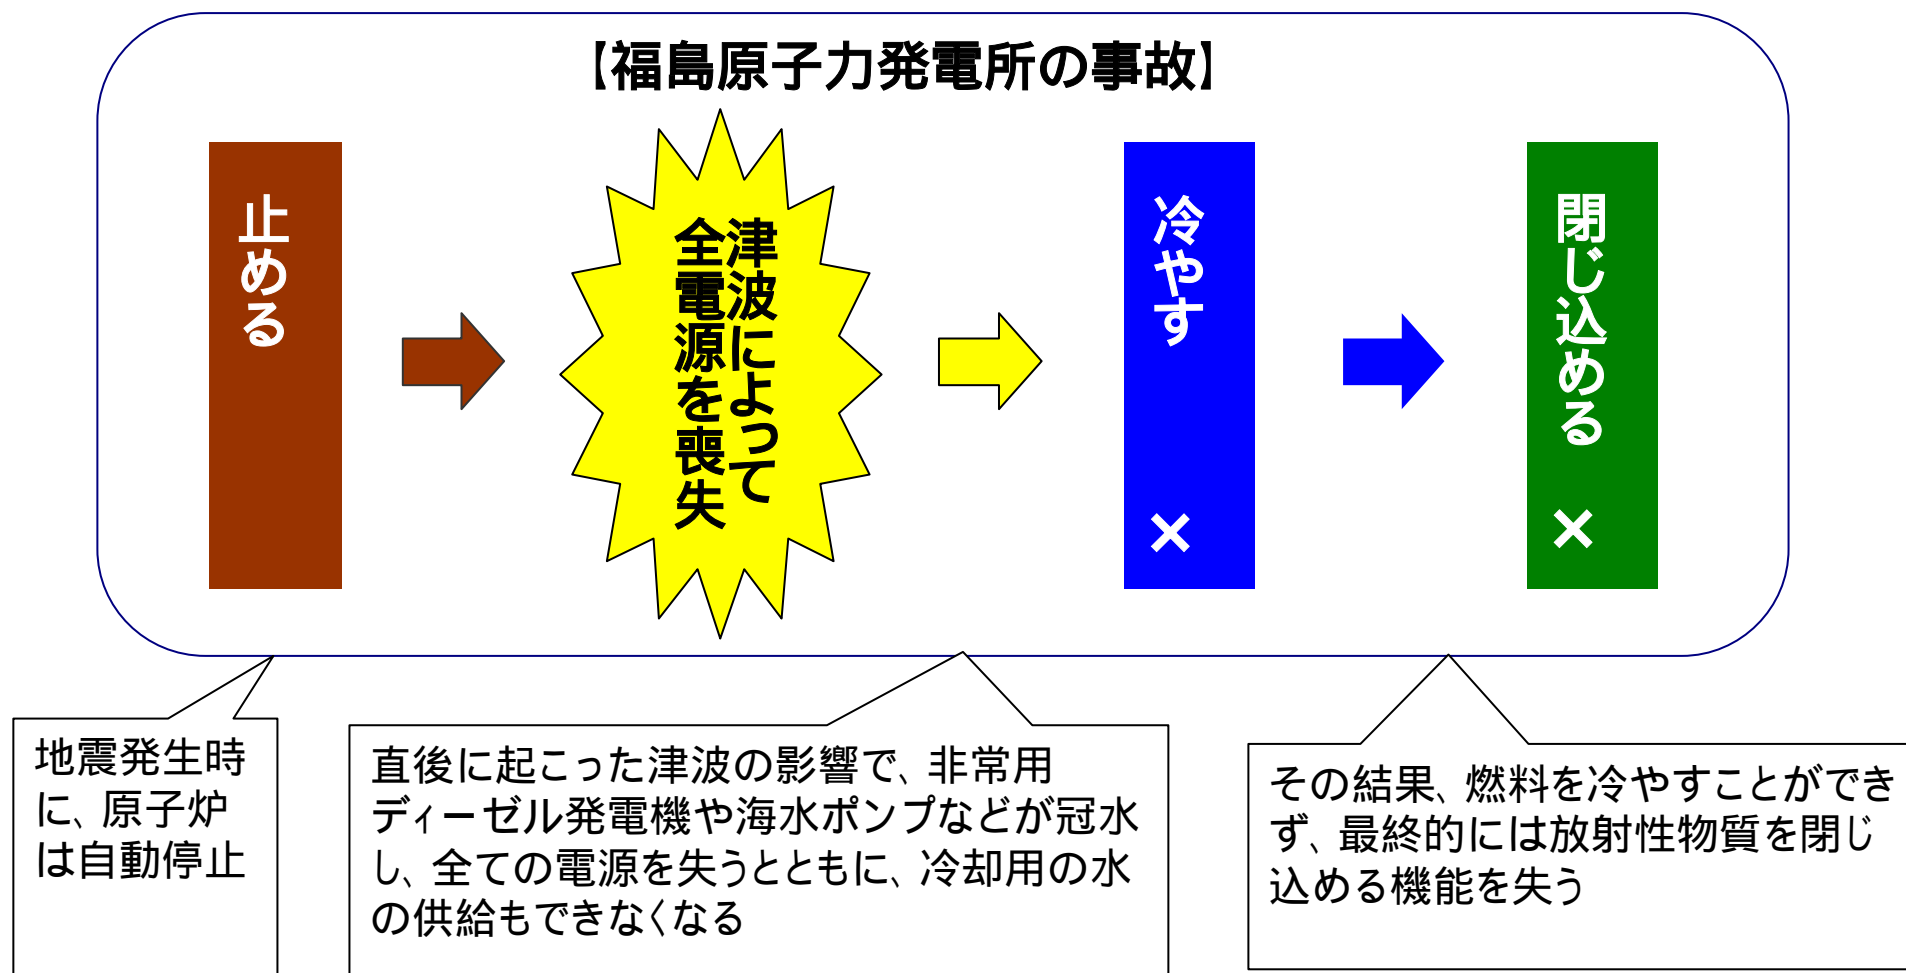 【福島原子力発電所の事故】
止める
津波によって
全電源を喪失
冷やす ×
閉じ込める ×
地震発生時
に、原子炉
は自動停止
直後に起こった津波の影響で、非常用
ディーゼル発電機や海水ポンプなどが冠水
し、全ての電源を失うとともに、冷却用の水
の供給もできなくなる
その結果、燃料を冷やすことができ
ず、最終的には放射性物質を閉じ
込める機能を失う